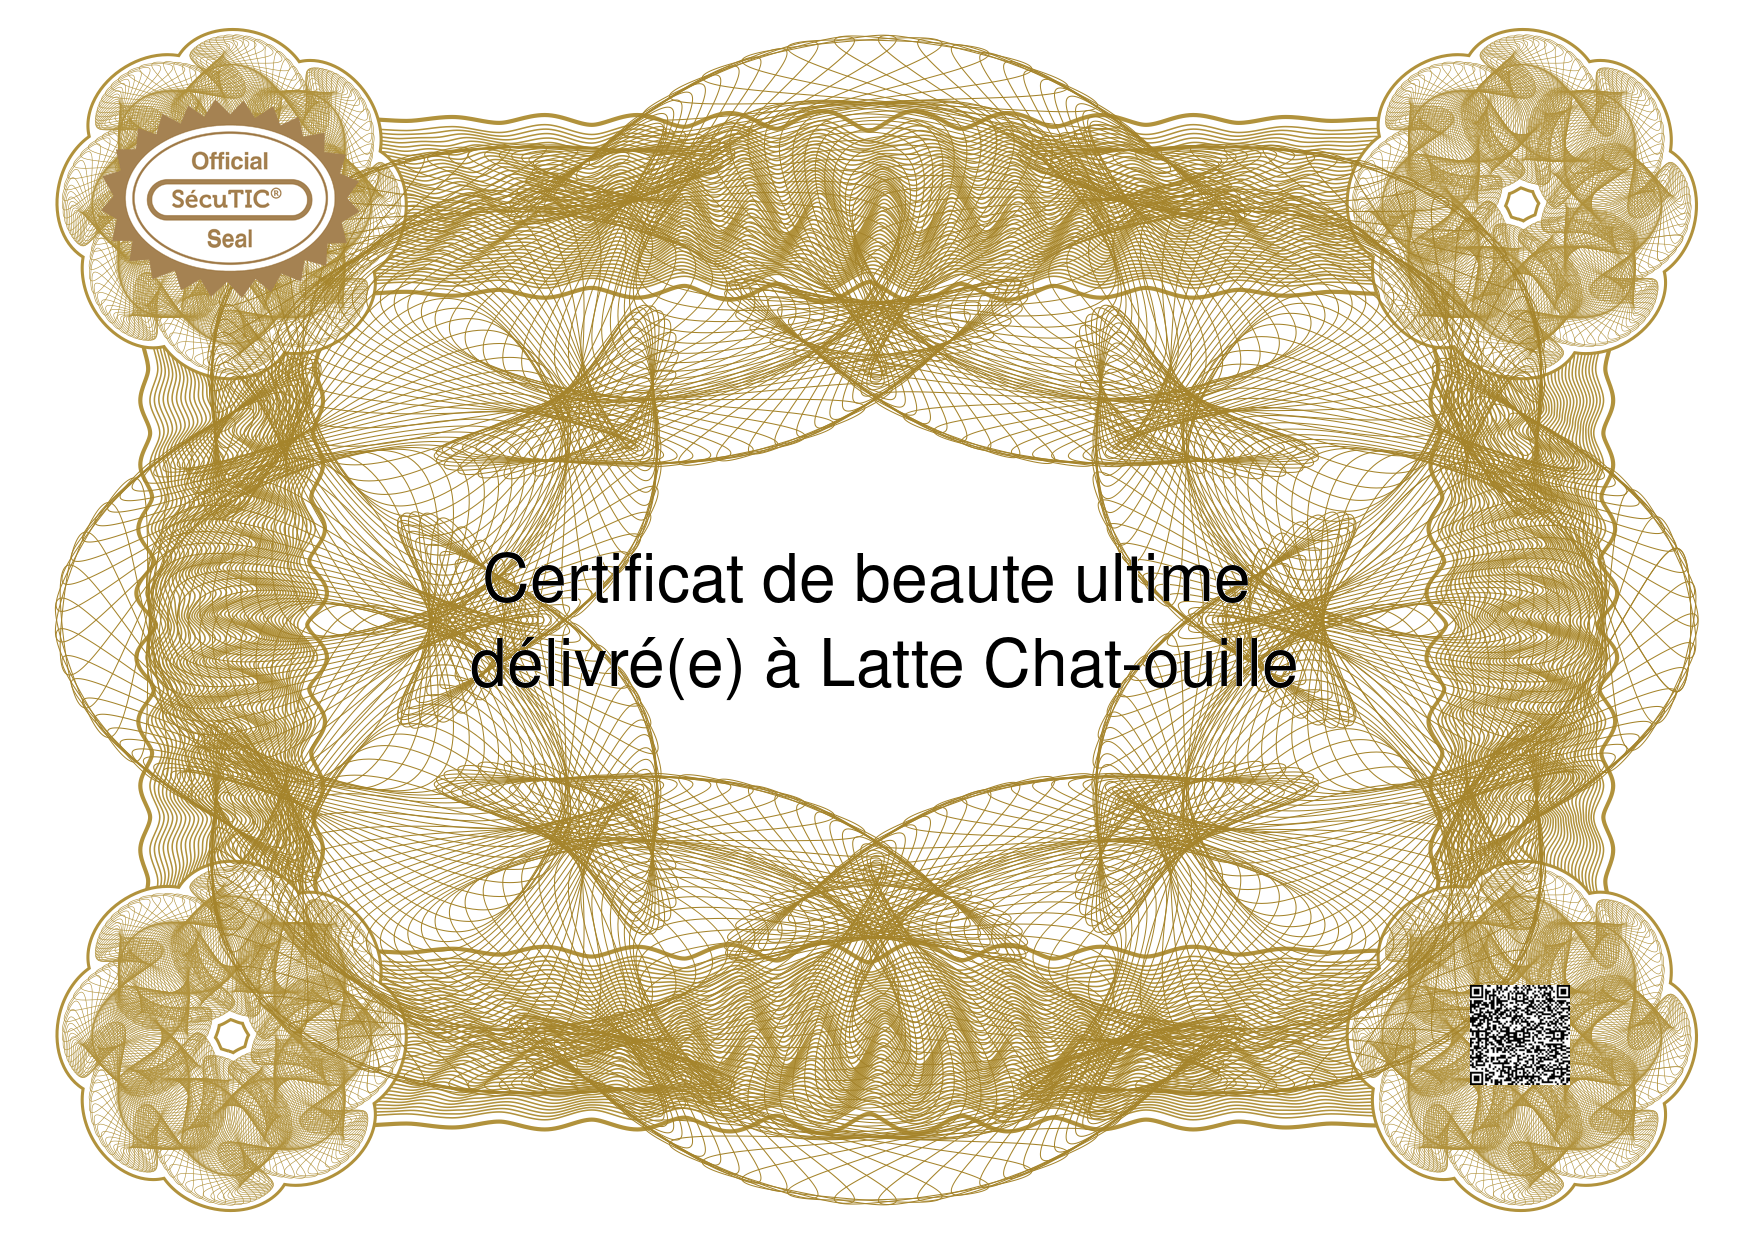 Official
SécuTIC®
Seal
Certificat de beaute ultime
délivré(e) à Latte Chat-ouille